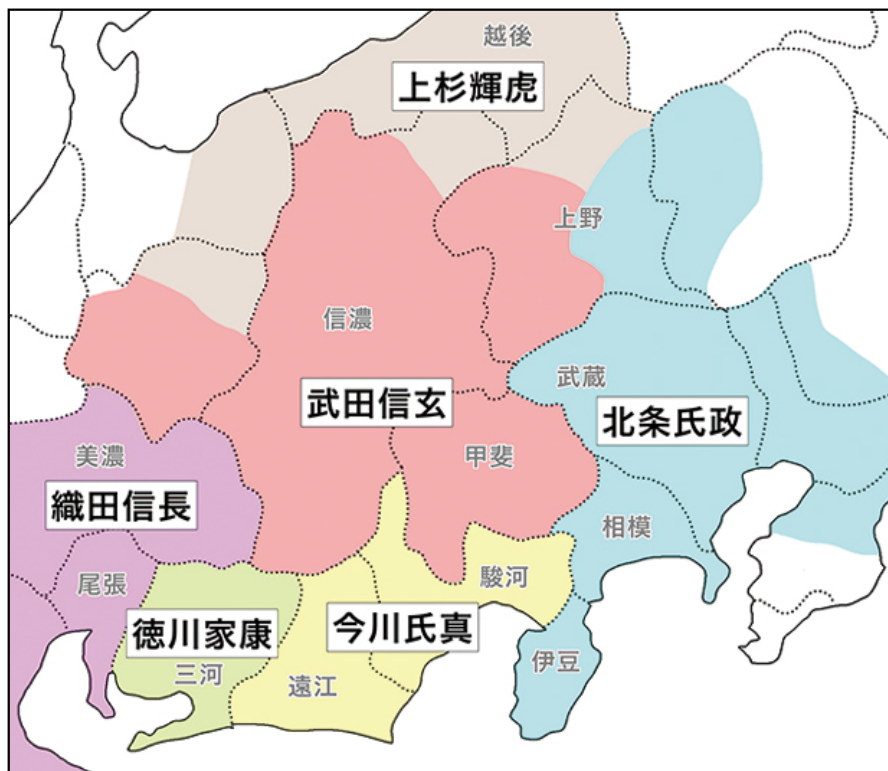 越後
上杉輝虎
上野
信濃
武蔵
武田信玄
北条氏政
美濃
甲斐
織田信長
相模
尾張
駿河
徳川家康
今川氏真
三河
遠江
伊豆